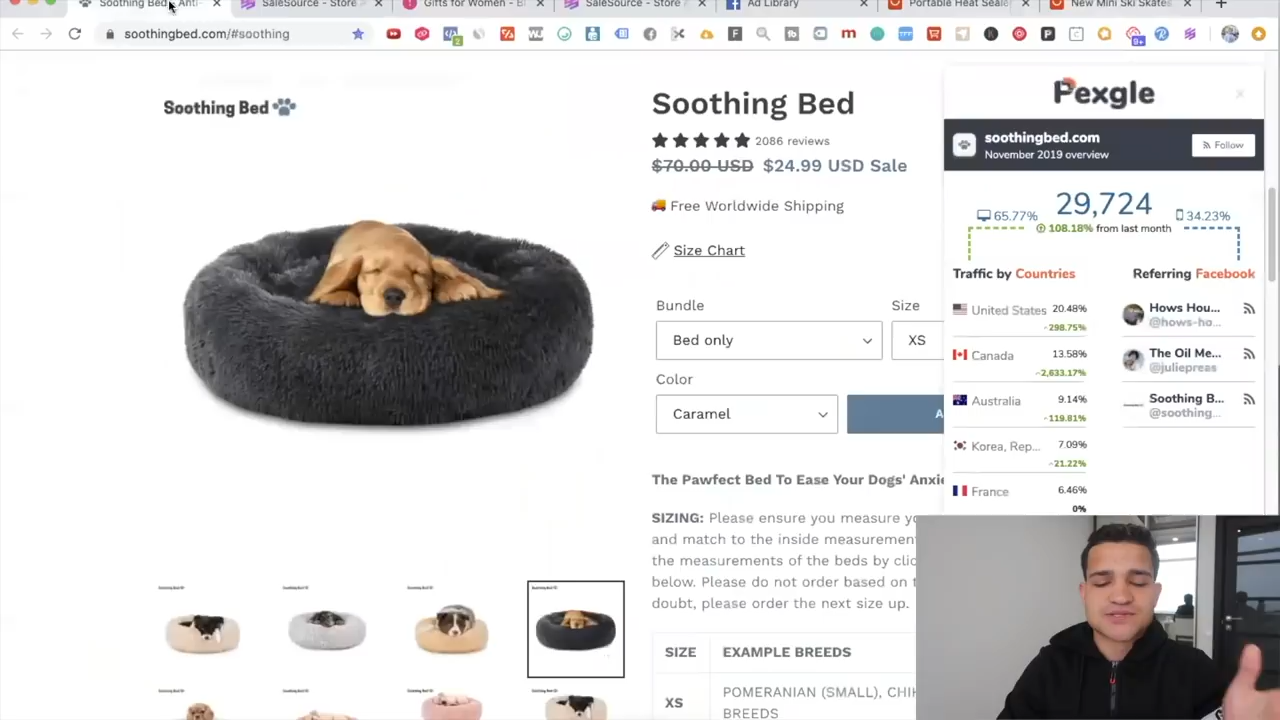 Soothing Bed - Anti-
SaleSource - Store A
Gifts for Women - B
SaleSource - Store A
Ad Library
Portable Heat Sealer
New Mini Ski Skates
soothingbed.com/#soothing
Soothing Bed
Soothing Bed
2086 reviews
$70.00 USD $24.99 USD Sale
Free Worldwide Shipping
Size Chart
Bundle
Size
Bed only
XS
Color
Caramel
A
The Pawfect Bed To Ease Your Dogs' Anxie
SIZING: Please ensure you measure yo
and match to the inside measuremen
the measurements of the beds by clic
below. Please do not order based on t
doubt, please order the next size up.
SIZE EXAMPLE BREEDS
XS
POMERANIAN (SMALL), CHIH
BREEDS
Pexgle
soothingbed.com
November 2019 overview
Follow
65.77%
29,724
34.23%
108.18% from last month
Traffic by Countries
Referring Facebook
United States 20.48%
298.75%
Canada 13.58%
2,633.17%
Australia 9.14%
119.81%
Korea, Rep... 7.09%
21.22%
France 6.46%
0%
Hows Hou...
@hows-ho...
The Oil Me...
@juliepreas
Soothing B...
@soothing...